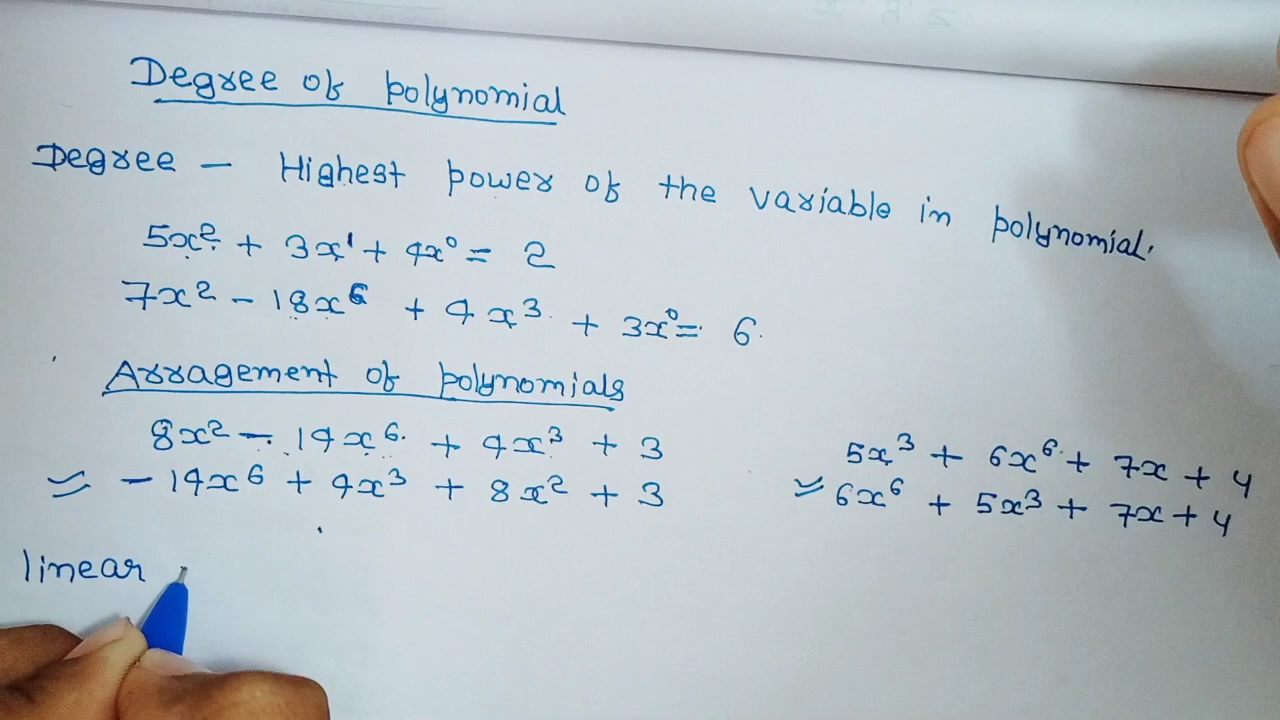 Degree of polynomial
Degree - Highest power of the variable in polynomial.
5x² + 3x¹ + 4x⁰ = 2
7x² - 18x⁶ + 4x³ + 3x⁰ = 6
Arragement of polynomials
8x² - 14x⁶ + 4x³ + 3
≈ - 14x⁶ + 4x³ + 8x² + 3
5x³ + 6x⁶ + 7x + 4
≈ 6x⁶ + 5x³ + 7x + 4
linear